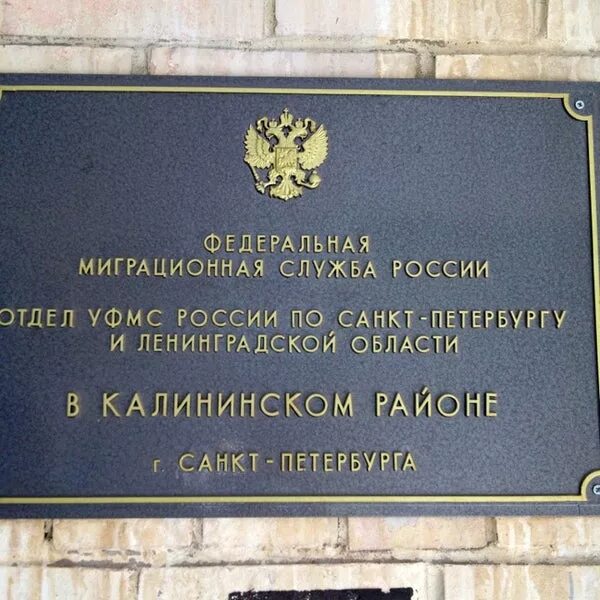 ФЕДЕРАЛЬНАЯ
МИГРАЦИОННАЯ СЛУЖБА РОССИИ
ОТДЕЛ УФМС РОССИИ ПО САНКТ-ПЕТЕРБУРГУ
И ЛЕНИНГРАДСКОЙ ОБЛАСТИ
В КАЛИНИНСКОМ РАЙОНЕ
г. САНКТ-ПЕТЕРБУРГА